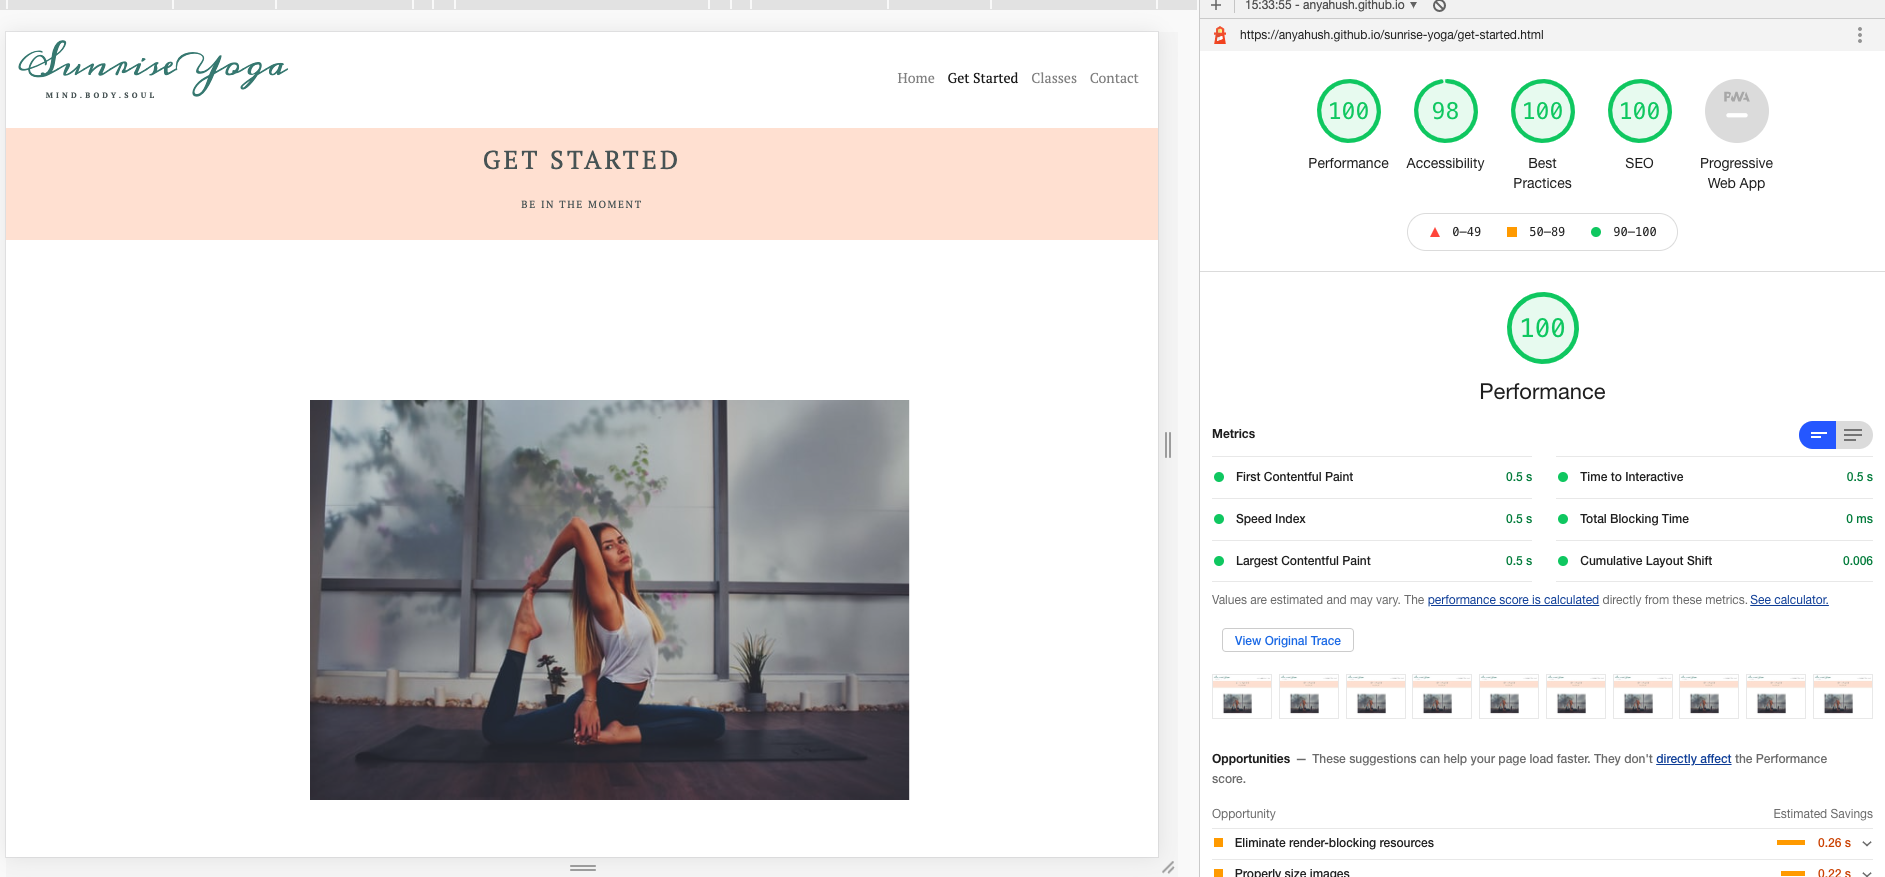 Sunrise Yoga
MIND.BODY.SOUL
Home Get Started Classes Contact
GET STARTED
BE IN THE MOMENT
15:33:55 - anyahush.github.io
https://anyahush.github.io/sunrise-yoga/get-started.html
100 98 100 100 PWA
Performance Accessibility Best Practices SEO Progressive Web App
0–49 50–89 90–100
100
Performance
Metrics
First Contentful Paint 0.5 s
Time to Interactive 0.5 s
Speed Index 0.5 s
Total Blocking Time 0 ms
Largest Contentful Paint 0.5 s
Cumulative Layout Shift 0.006
Values are estimated and may vary. The performance score is calculated directly from these metrics. See calculator.
View Original Trace
Opportunities — These suggestions can help your page load faster. They don't directly affect the Performance
score.
Opportunity Estimated Savings
Eliminate render-blocking resources 0.26 s
Properly size images 0.22 s